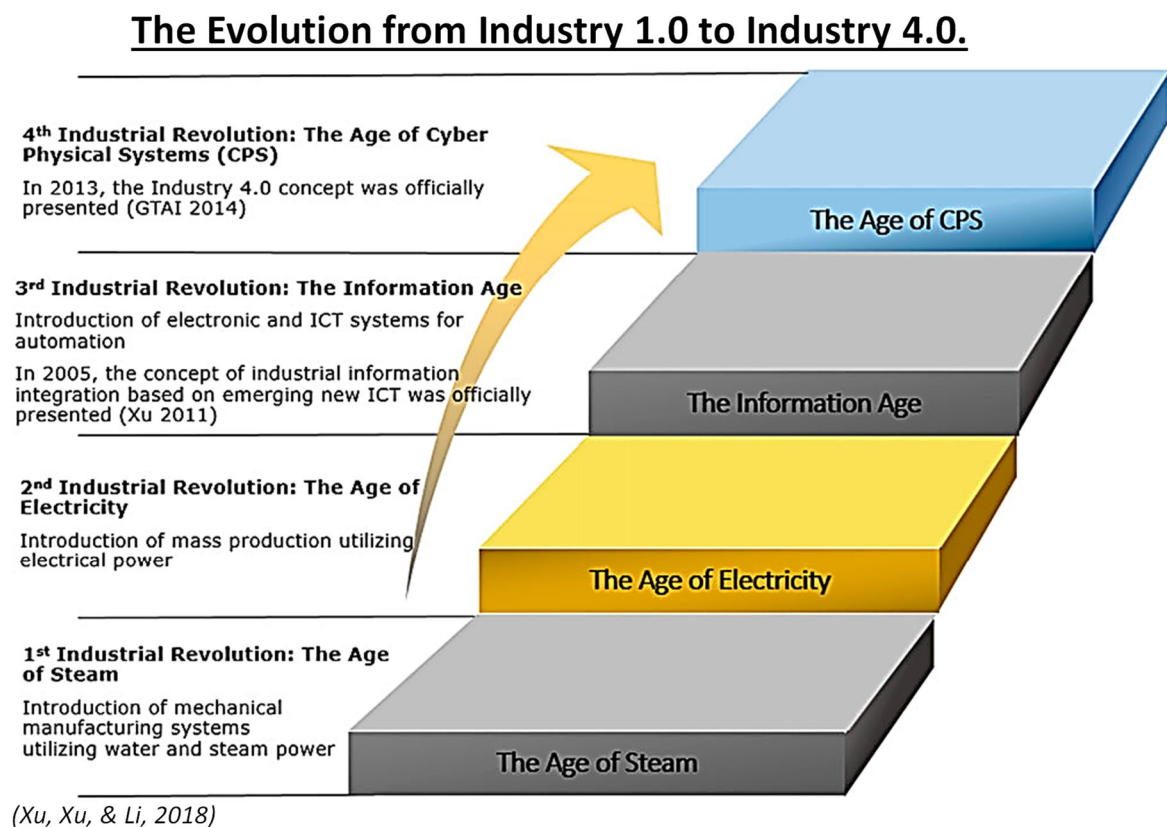 The Evolution from Industry 1.0 to Industry 4.0.
4th Industrial Revolution: The Age of Cyber
Physical Systems (CPS)
In 2013, the Industry 4.0 concept was officially
presented (GTAI 2014)
The Age of CPS
3rd Industrial Revolution: The Information Age
Introduction of electronic and ICT systems for
automation
In 2005, the concept of industrial information
integration based on emerging new ICT was officially
presented (Xu 2011)
The Information Age
2nd Industrial Revolution: The Age of
Electricity
Introduction of mass production utilizing
electrical power
The Age of Electricity
1st Industrial Revolution: The Age
of Steam
Introduction of mechanical
manufacturing systems
utilizing water and steam power
The Age of Steam
(Xu, Xu, & Li, 2018)